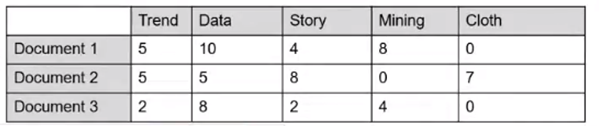 Trend Data Story Mining Cloth
Document 1 5 10 4 8 0
Document 2 5 5 8 0 7
Document 3 2 8 2 4 0